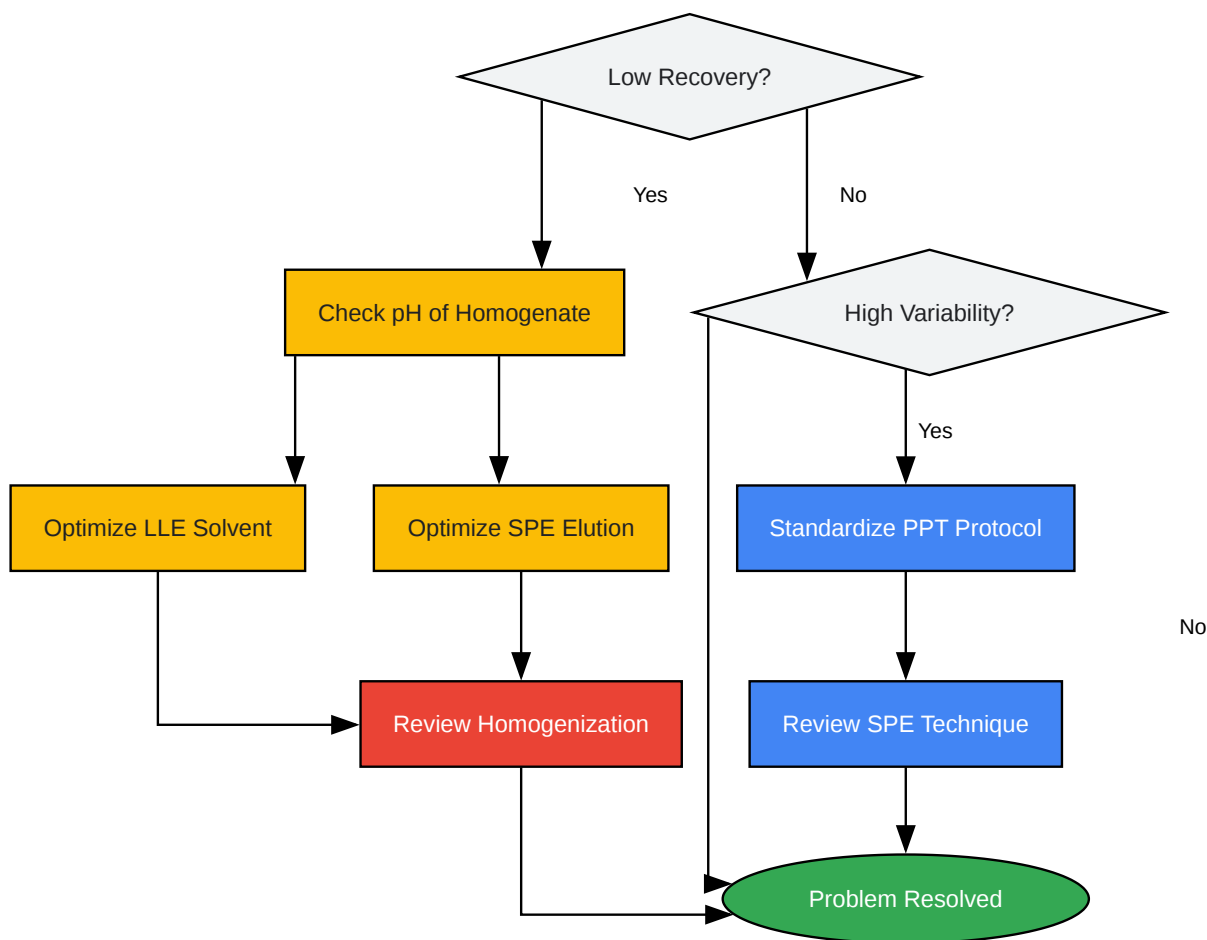 Low Recovery?
Yes
No
Check pH of Homogenate
High Variability?
Yes
Optimize LLE Solvent
Optimize SPE Elution
Standardize PPT Protocol
No
Review Homogenization
Review SPE Technique
Problem Resolved